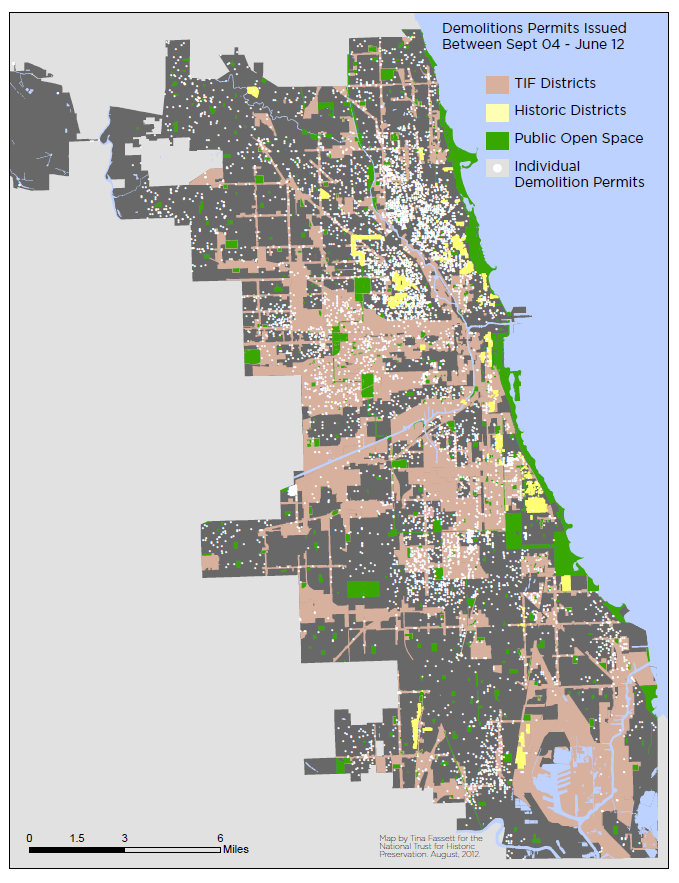 Demolitions Permits Issued
Between Sept 04 - June 12
TIF Districts
Historic Districts
Public Open Space
Individual
Demolition Permits
0 1.5 3 6
Miles
Map by Tina Fassett for the
National Trust for Historic
Preservation. August, 2012.